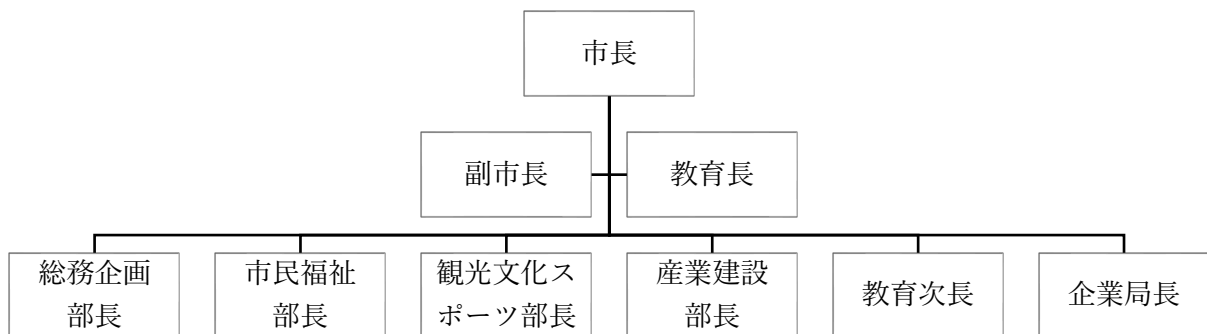 市長
副市長
教育長
総務企画
部長
市民福祉
部長
観光文化ス
ポーツ部長
産業建設
部長
教育次長
企業局長